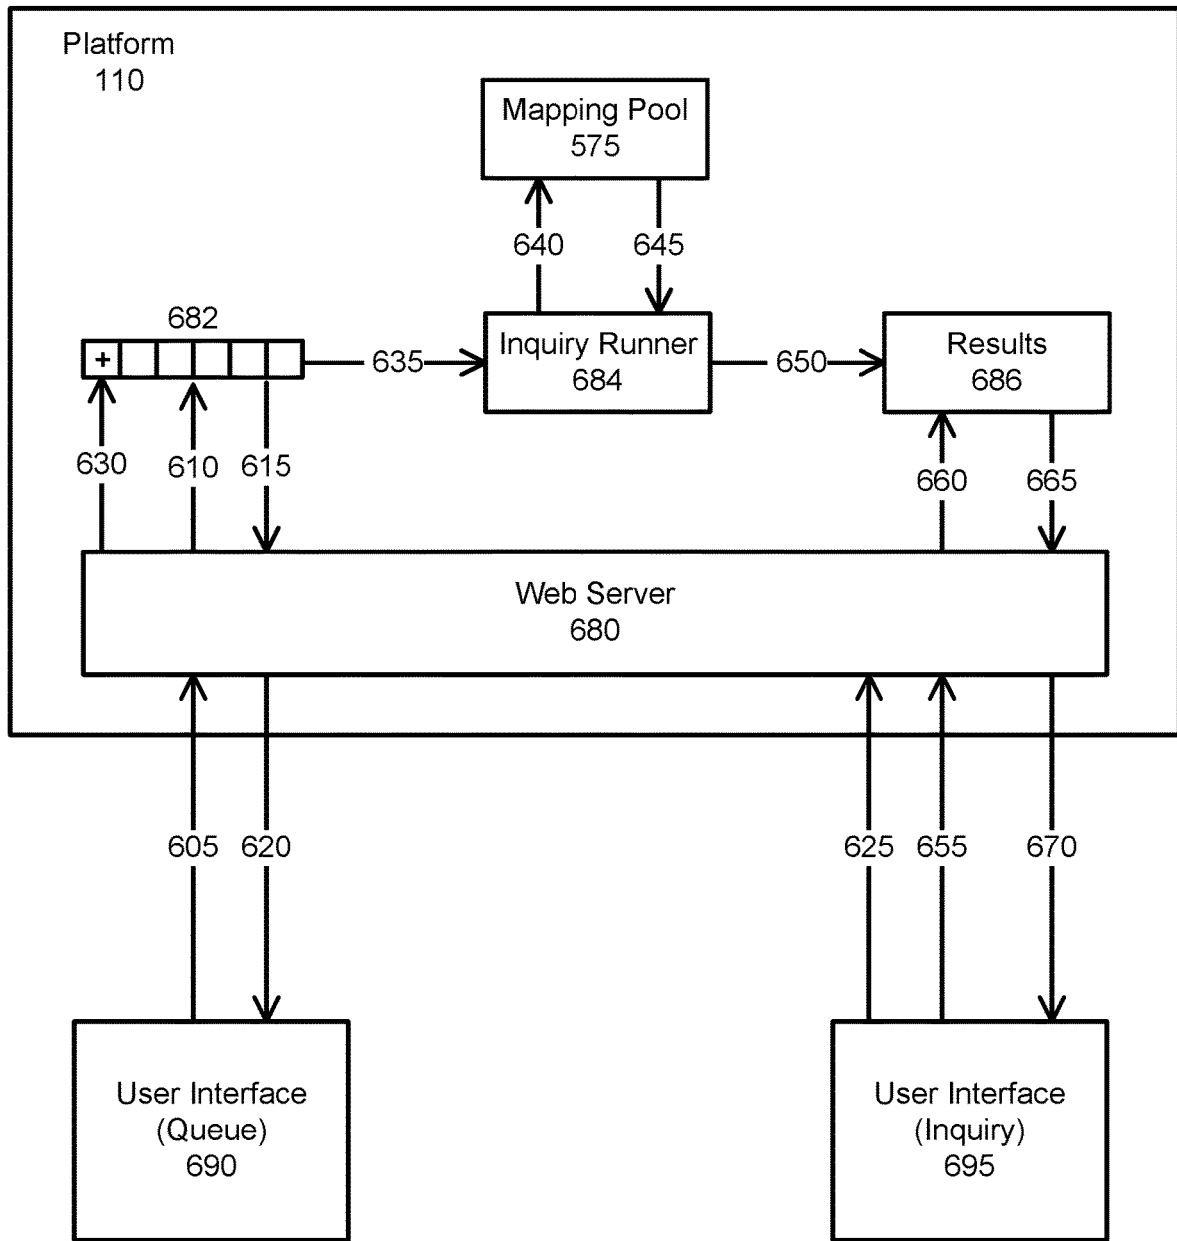 Platform
110
Mapping Pool
575
640
645
682
+
635
Inquiry Runner
684
650
Results
686
630
610
615
660
665
Web Server
680
605
620
625
655
670
User Interface
(Queue)
690
User Interface
(Inquiry)
695